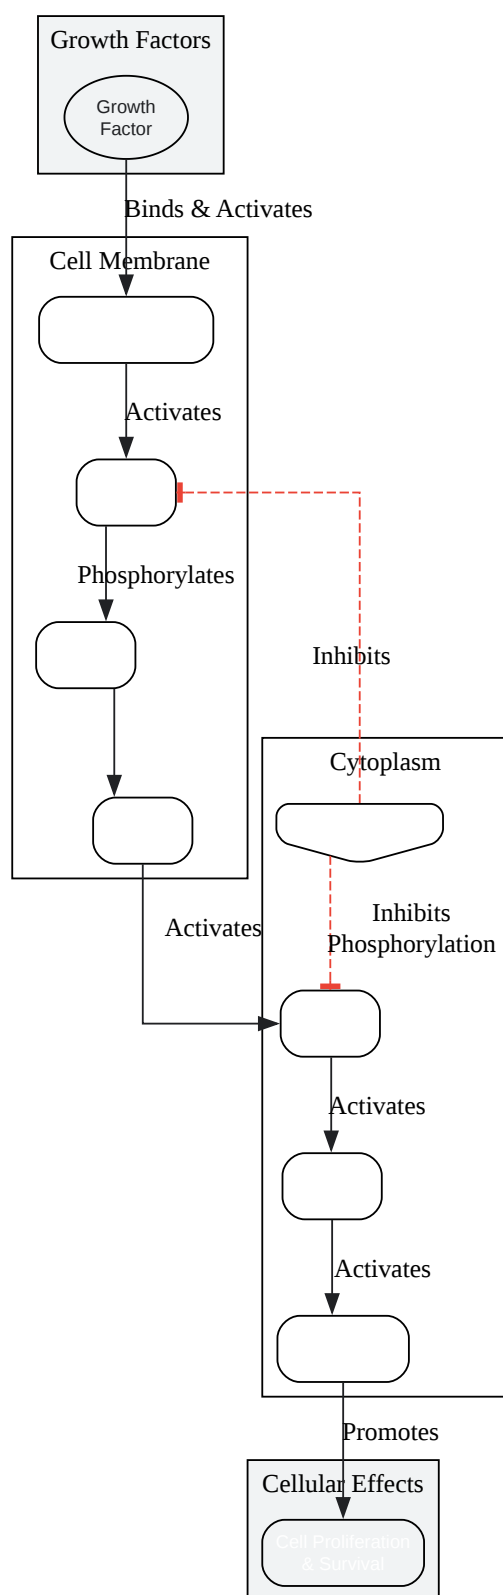 Growth Factors
Growth
Factor
Binds & Activates
Cell Membrane
Activates
Phosphorylates
Inhibits
Cytoplasm
Activates
Inhibits
Phosphorylation
Activates
Activates
Promotes
Cellular Effects
Cell Proliferation
& Survival